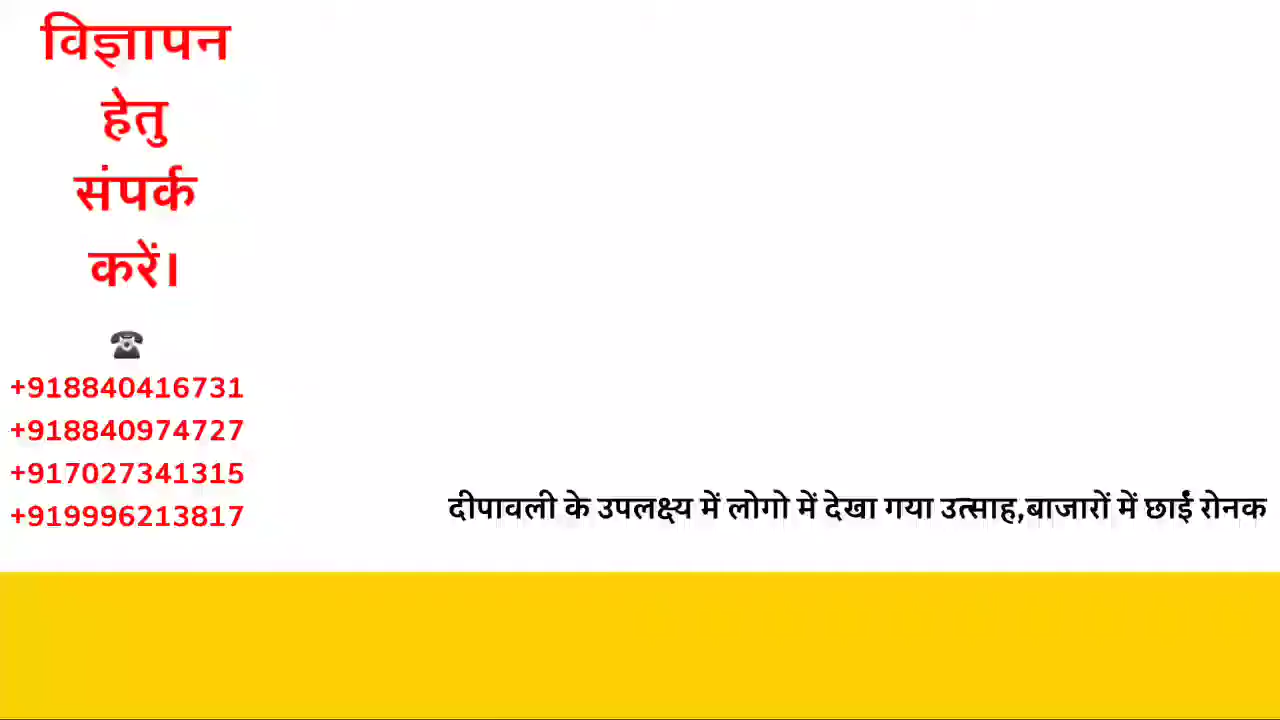 विज्ञापन
हेतु
संपर्क
करें।
+918840416731
+918840974727
+917027341315
+919996213817
दीपावली के उपलक्ष्य में लोगो में देखा गया उत्साह,बाजारों में छाईं रोनक